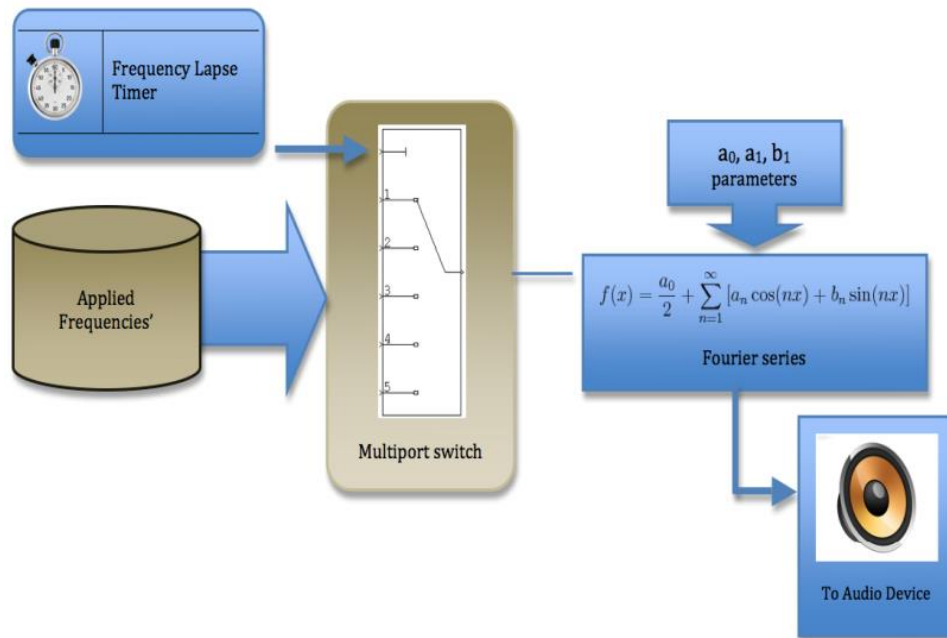 Frequency Lapse
Timer
Applied
Frequencies’
1
2
3
4
5
Multiport switch
a₀, a₁, b₁
parameters
f(x) = a₀/2 + ∑_{n=1}^{∞} [aₙ cos(nx) + bₙ sin(nx)]
Fourier series
To Audio Device